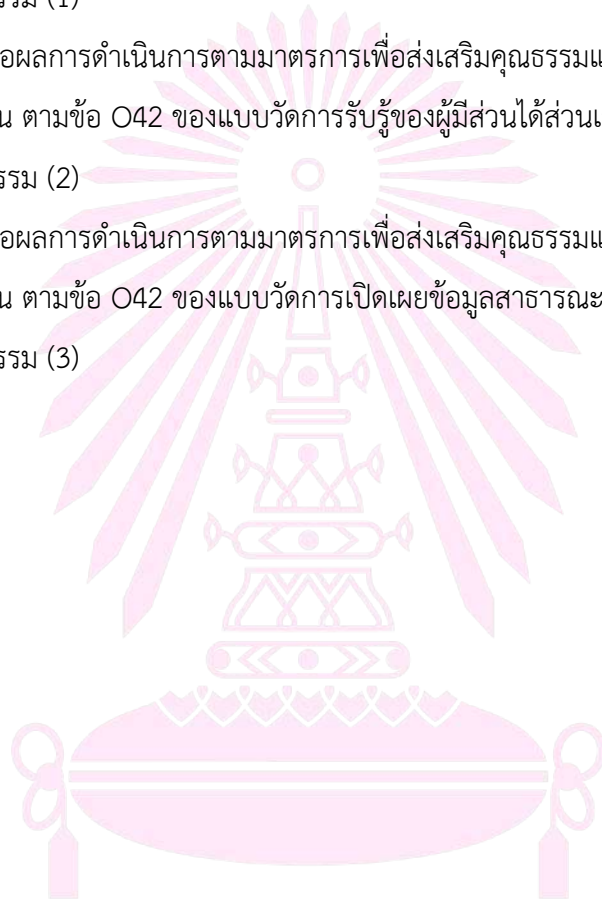 รรม (1)
อผลการดำเนินการตามมาตรการเพื่อส่งเสริมคุณธรรมแ
น ตามข้อ O42 ของแบบวัดการรับรู้ของผู้มีส่วนได้ส่วนเ
รรม (2)
อผลการดำเนินการตามมาตรการเพื่อส่งเสริมคุณธรรมแ
น ตามข้อ O42 ของแบบวัดการเปิดเผยข้อมูลสาธารณะ
รรม (3)